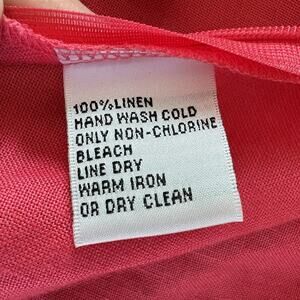 100%LINEN
HAND WASH COLD
ONLY NON-CHLORINE
BLEACH
LINE DRY
WARM IRON
OR DRY CLEAN